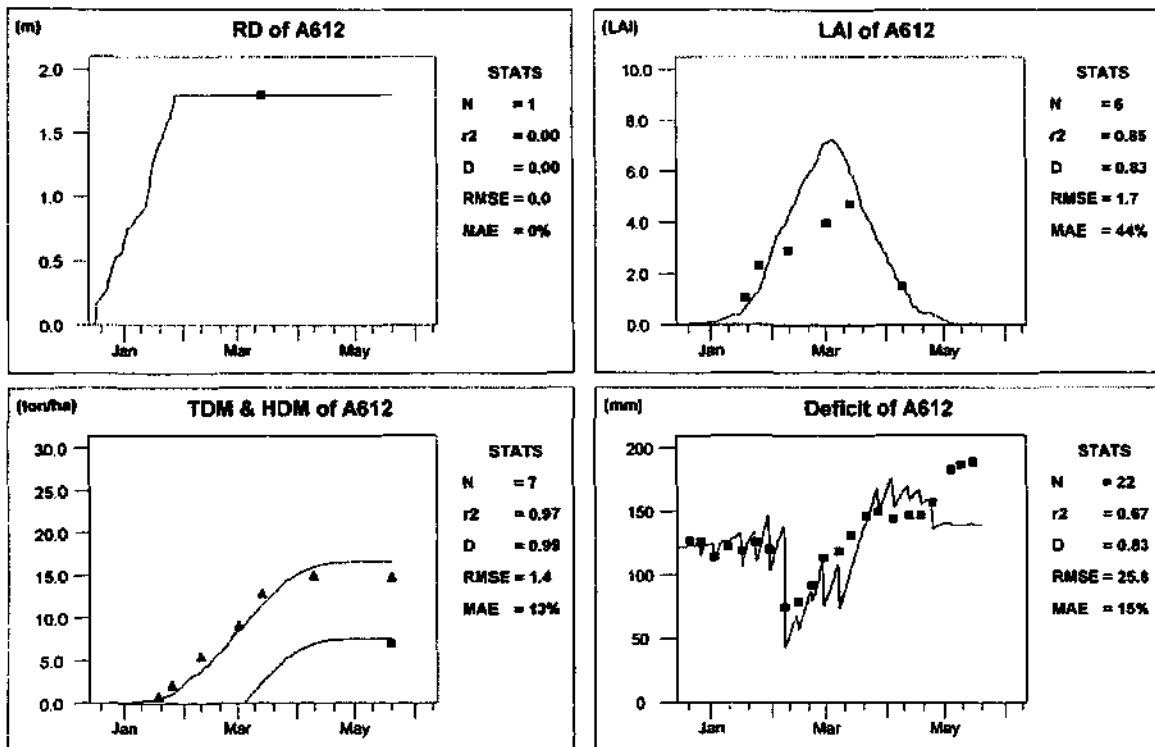 (m) RD of A612
2.0
1.5
1.0
0.5
0.0
Jan Mar May
STATS
N = 1
r2 = 0.00
D = 0.00
RMSE = 0.0
MAE = 0%
(LAI) LAI of A612
10.0
8.0
6.0
4.0
2.0
0.0
Jan Mar May
STATS
N = 6
r2 = 0.85
D = 0.83
RMSE = 1.7
MAE = 44%
(ton/ha) TDM & HDM of A612
30.0
25.0
20.0
15.0
10.0
5.0
0.0
Jan Mar May
STATS
N = 7
r2 = 0.97
D = 0.99
RMSE = 1.4
MAE = 13%
(mm) Deficit of A612
200
150
100
50
0
Jan Mar May
STATS
N = 22
r2 = 0.67
D = 0.83
RMSE = 25.8
MAE = 15%